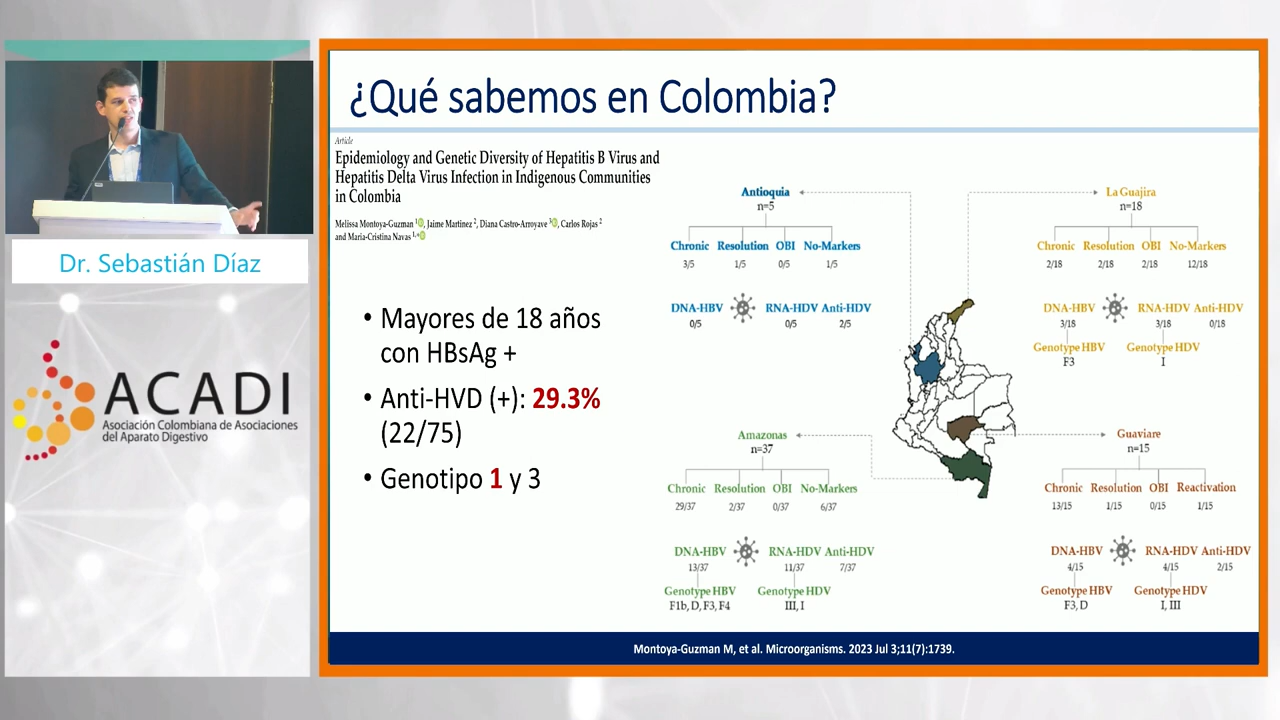 ¿Qué sabemos en Colombia?
Article
Epidemiology and Genetic Diversity of Hepatitis B Virus and
Hepatitis Delta Virus Infection in Indigenous Communities
in Colombia
Melissa Montoya-Guzman 1, Jaime Martinez 2, Diana Castro-Arroyave 3, Carlos Rojas 2
and Maria-Cristina Navas 1,*
• Mayores de 18 años
con HBsAg +
• Anti-HVD (+): 29.3%
(22/75)
• Genotipo 1 y 3
Antioquia
n=5
Chronic Resolution OBI No-Markers
3/5 1/5 0/5 1/5
DNA-HBV RNA-HDV Anti-HDV
0/5 0/5 2/5
La Guajira
n=18
Chronic Resolution OBI No-Markers
2/18 2/18 2/18 12/18
DNA-HBV RNA-HDV Anti-HDV
3/18 3/18 0/18
Genotype HBV Genotype HDV
F3 I
Amazonas
n=37
Chronic Resolution OBI No-Markers
29/37 2/37 0/37 6/37
DNA-HBV RNA-HDV Anti-HDV
13/37 11/37 7/37
Genotype HBV Genotype HDV
F1b, D, F3, F4 III, I
Guaviare
n=15
Chronic Resolution OBI Reactivation
13/15 1/15 0/15 1/15
DNA-HBV RNA-HDV Anti-HDV
4/15 4/15 2/15
Genotype HBV Genotype HDV
F3, D I, III
Montoya-Guzman M, et al. Microorganisms. 2023 Jul 3;11(7):1739.
Dr. Sebastián Díaz
ACADI
Asociación Colombiana de Asociaciones
del Aparato Digestivo